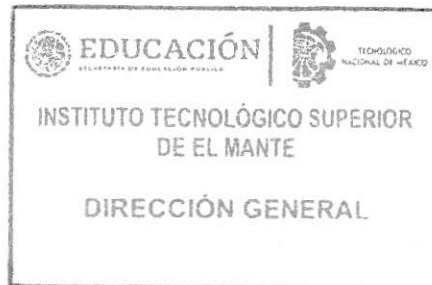 EDUCACIÓN
SECRETARÍA DE EDUCACIÓN PÚBLICA
TECNOLÓGICO
NACIONAL DE MÉXICO
INSTITUTO TECNOLÓGICO SUPERIOR
DE EL MANTE
DIRECCIÓN GENERAL